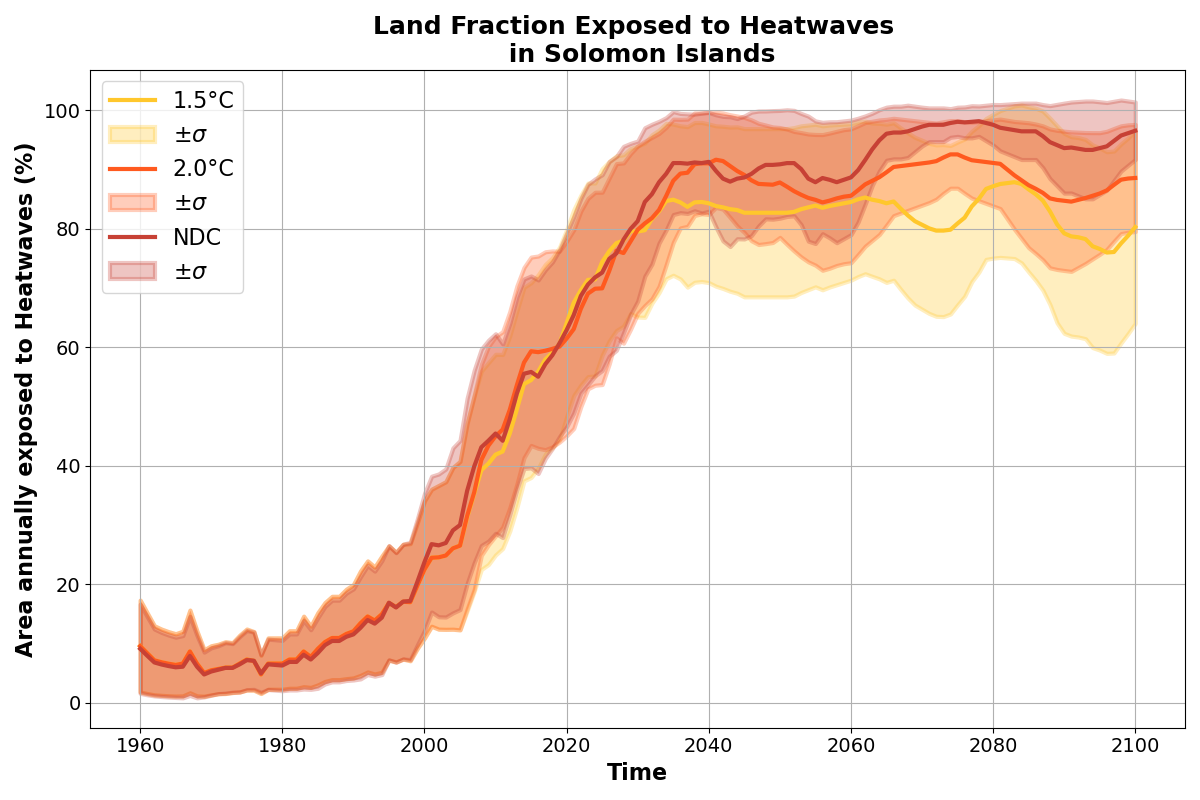 Land Fraction Exposed to Heatwaves
in Solomon Islands
1.5°C
±σ
2.0°C
±σ
NDC
±σ
Area annually exposed to Heatwaves (%)
100
80
60
40
20
0
1960 1980 2000 2020 2040 2060 2080 2100
Time